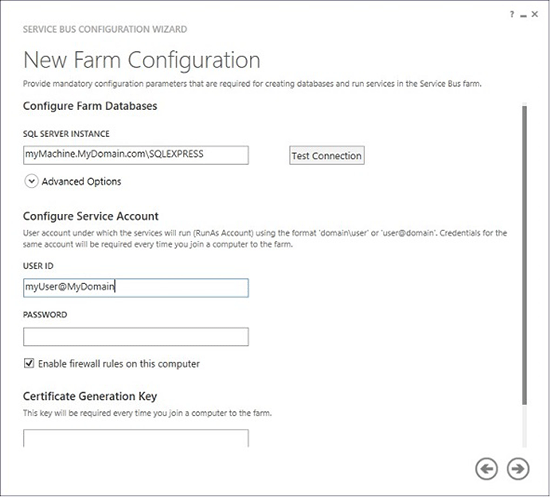 ? _ ×
SERVICE BUS CONFIGURATION WIZARD
New Farm Configuration
Provide mandatory configuration parameters that are required for creating databases and run services in the Service Bus farm.
Configure Farm Databases
SQL SERVER INSTANCE
myMachine.MyDomain.com\SQLEXPRESS
Test Connection
Advanced Options
Configure Service Account
User account under which the services will run (RunAs Account) using the format 'domain\user' or 'user@domain'. Credentials for the
same account will be required every time you join a computer to the farm.
USER ID
myUser@MyDomain
PASSWORD
Enable firewall rules on this computer
Certificate Generation Key
This key will be required every time you join a computer to the farm.